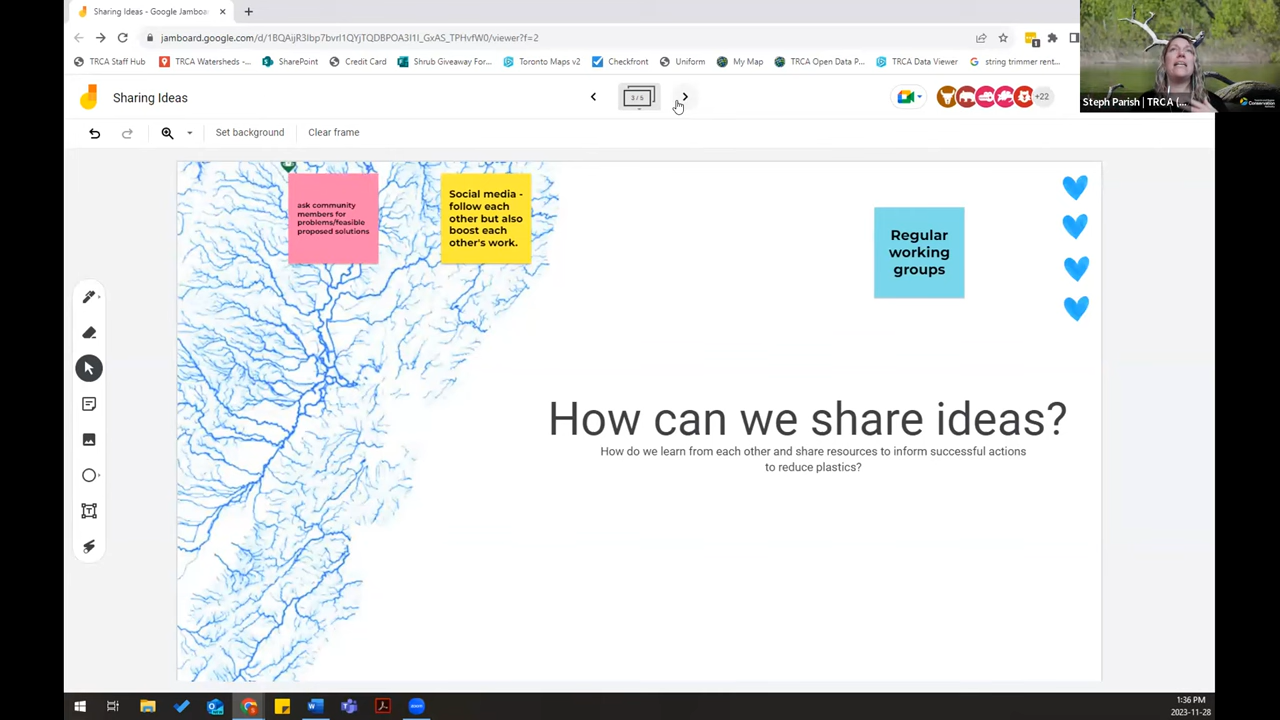 Sharing Ideas - Google Jamboa
jamboard.google.com/d/1BQAijR3Ibp7bvrI1QYjTQDBPOA3I1I_GxAS_TPHvfW0/viewer?f=2
TRCA Staff Hub
TRCA Watersheds -...
SharePoint
Credit Card
Shrub Giveaway For...
Toronto Maps v2
Checkfront
Uniform
My Map
TRCA Open Data P...
TRCA Data Viewer
string trimmer rent...
Steph Parish | TRCA (...
Conservation
Sharing Ideas
3 / 5
+22
Set background
Clear frame
ask community
members for
problems/feasible
proposed solutions
Social media -
follow each
other but also
boost each
other's work.
Regular
working
groups
How can we share ideas?
How do we learn from each other and share resources to inform successful actions
to reduce plastics?
1:36 PM
2023-11-28